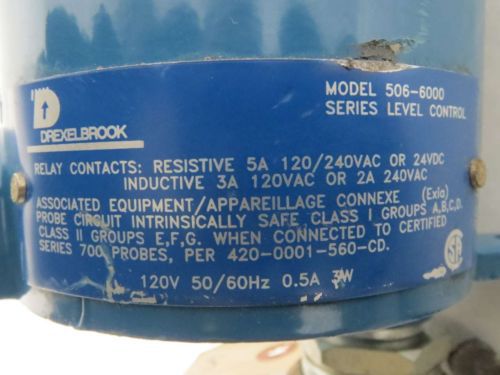 MODEL 506-6000
SERIES LEVEL CONTROL
DREXELBROOK
RELAY CONTACTS: RESISTIVE 5A 120/240VAC OR 24VDC
INDUCTIVE 3A 120VAC OR 2A 240VAC
ASSOCIATED EQUIPMENT/APPAREILLAGE CONNEXE (Exia)
PROBE CIRCUIT INTRINSICALLY SAFE CLASS I GROUPS A,B,C,D.
CLASS II GROUPS E,F,G. WHEN CONNECTED TO CERTIFIED
SERIES 700 PROBES, PER 420-0001-560-CD.
120V 50/60Hz 0.5A 3W